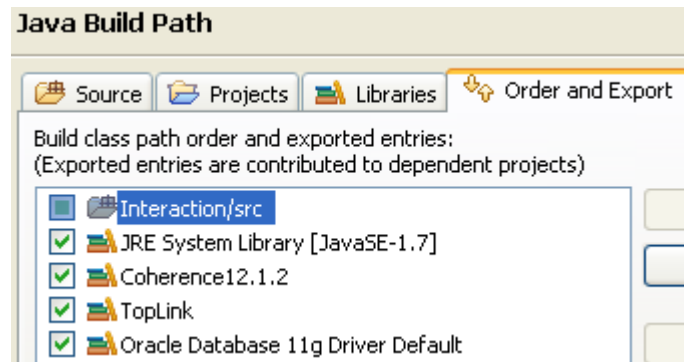 Java Build Path
Source Projects Libraries Order and Export
Build class path order and exported entries:
(Exported entries are contributed to dependent projects)
Interaction/src
JRE System Library [JavaSE-1.7]
Coherence12.1.2
TopLink
Oracle Database 11g Driver Default